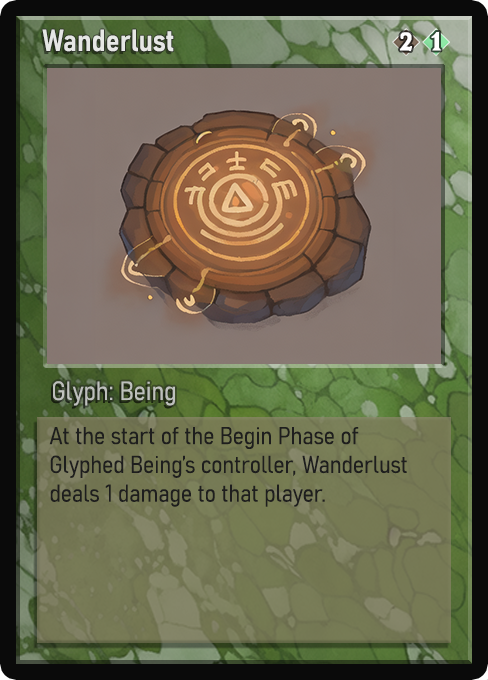 Wanderlust 2 1
Glyph: Being
At the start of the Begin Phase of
Glyphed Being's controller, Wanderlust
deals 1 damage to that player.